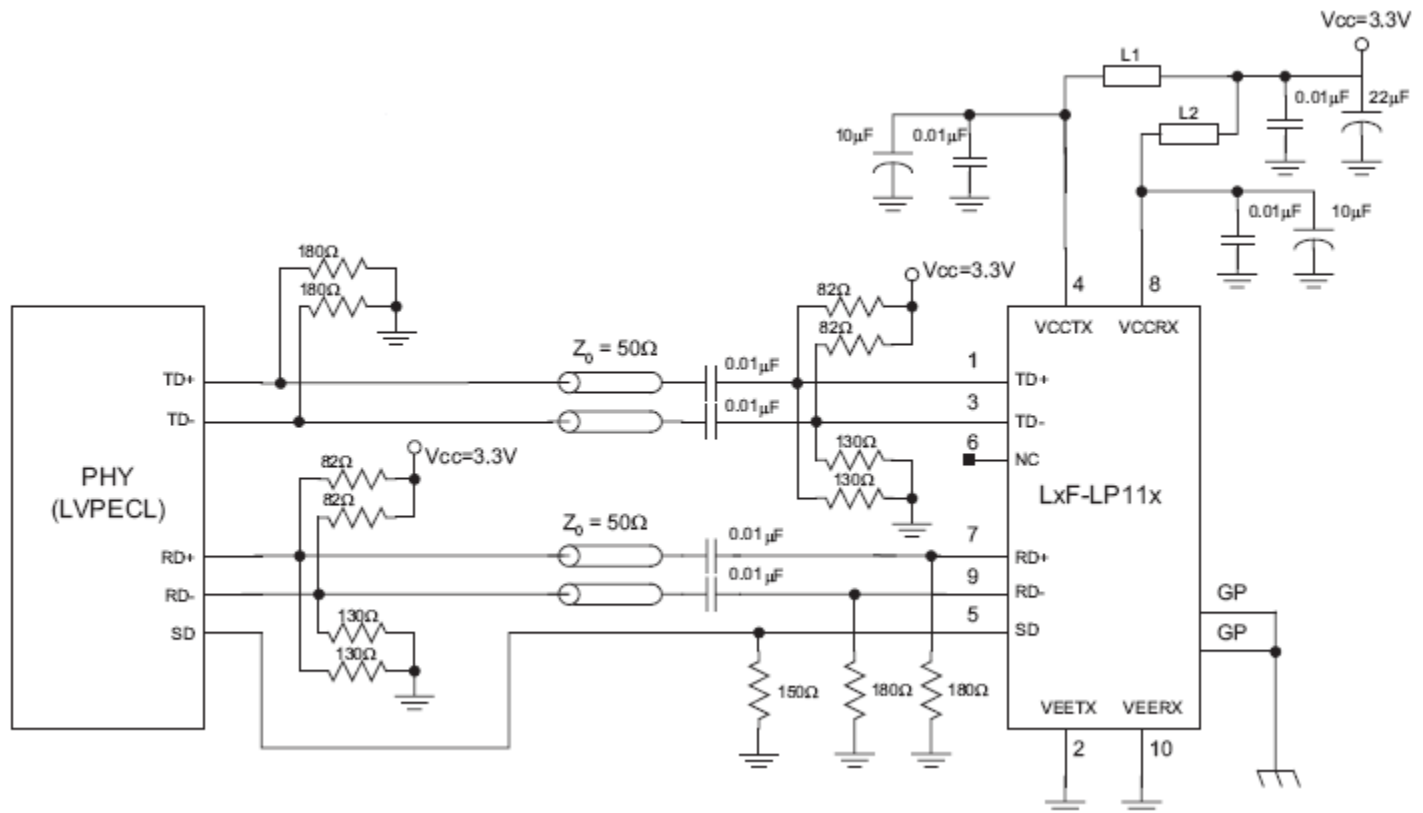 Vcc=3.3V
L1
0.01µF
22µF
L2
10µF
0.01µF
0.01µF
10µF
180Ω
180Ω
Vcc=3.3V
82Ω
82Ω
4
8
VCCTX
VCCRX
Z0 = 50Ω
0.01µF
1
TD+
TD+
0.01µF
3
TD-
TD-
Vcc=3.3V
82Ω
82Ω
130Ω
130Ω
6
NC
PHY
(LVPECL)
LxF-LP11x
Z0 = 50Ω
0.01µF
7
RD+
RD+
0.01µF
9
RD-
RD-
130Ω
130Ω
5
SD
SD
GP
GP
150Ω
180Ω
180Ω
VEETX
VEERX
2
10